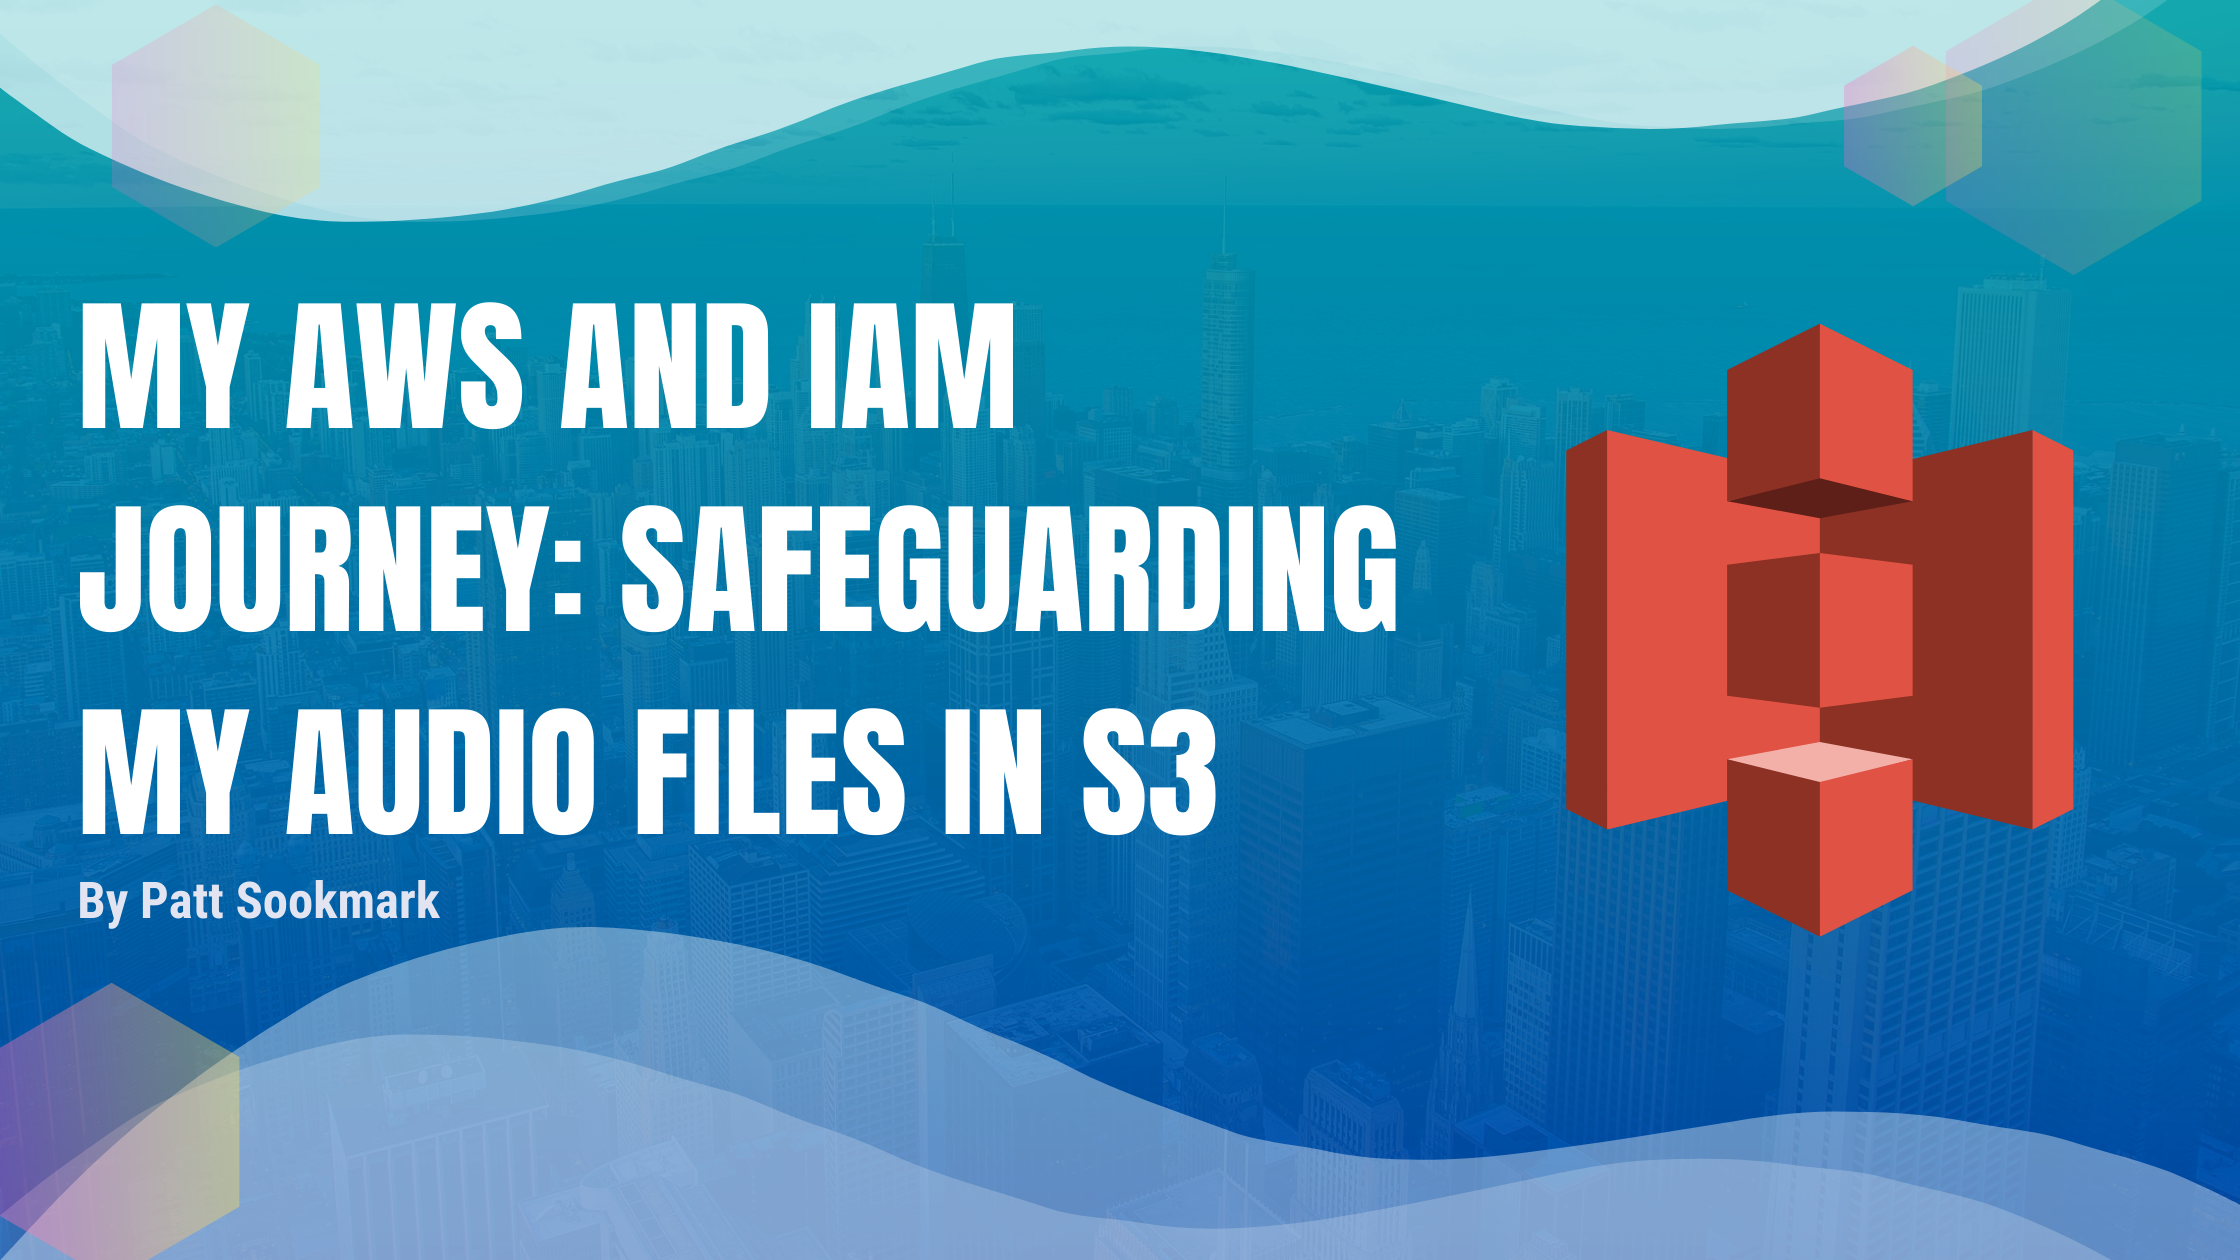 MY AWS AND IAM
JOURNEY: SAFEGUARDING
MY AUDIO FILES IN S3
By Patt Sookmark